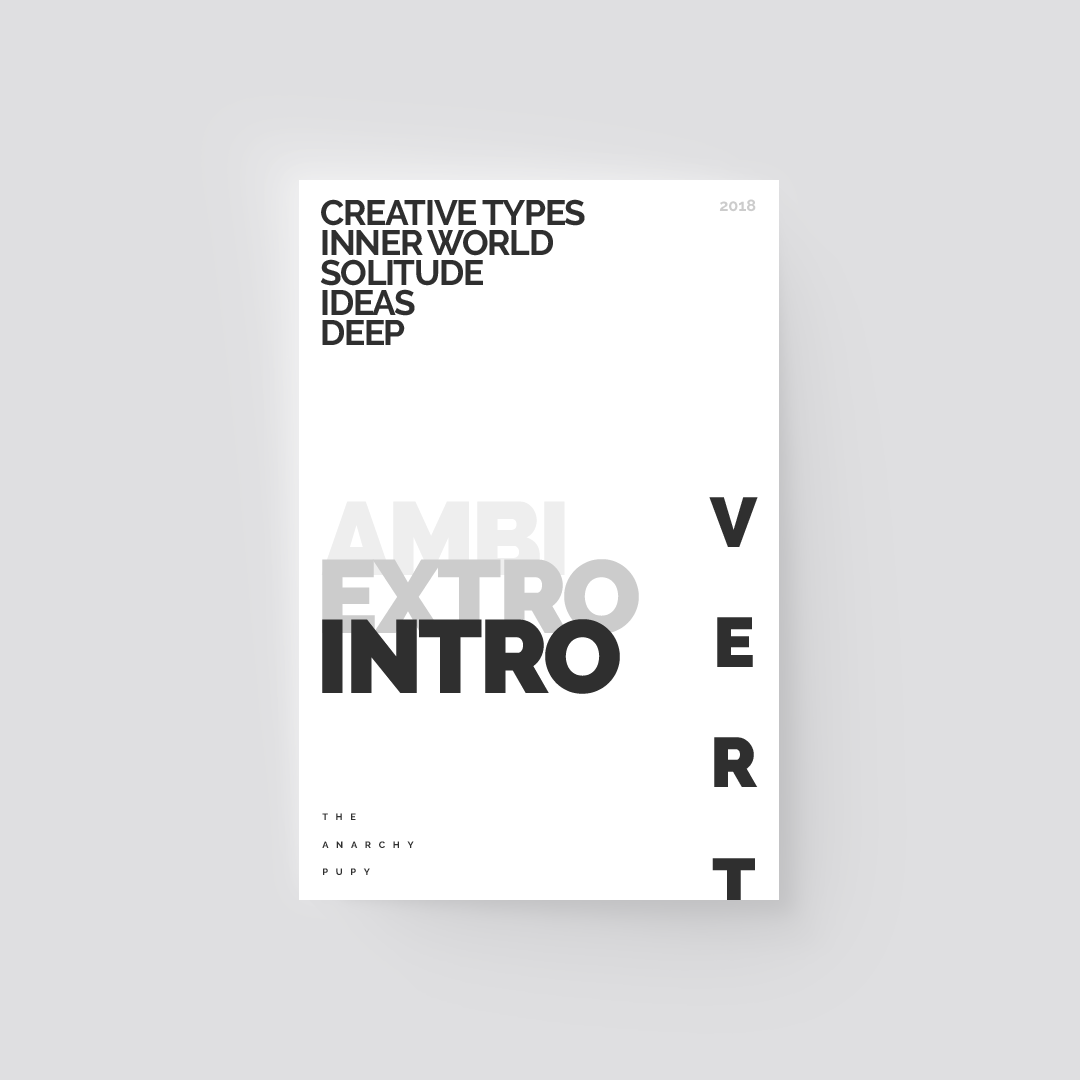 CREATIVE TYPES
INNER WORLD
SOLITUDE
IDEAS
DEEP
2018
AMBI
EXTRO
INTRO
V
E
R
T
THE
ANARCHY
PUPY